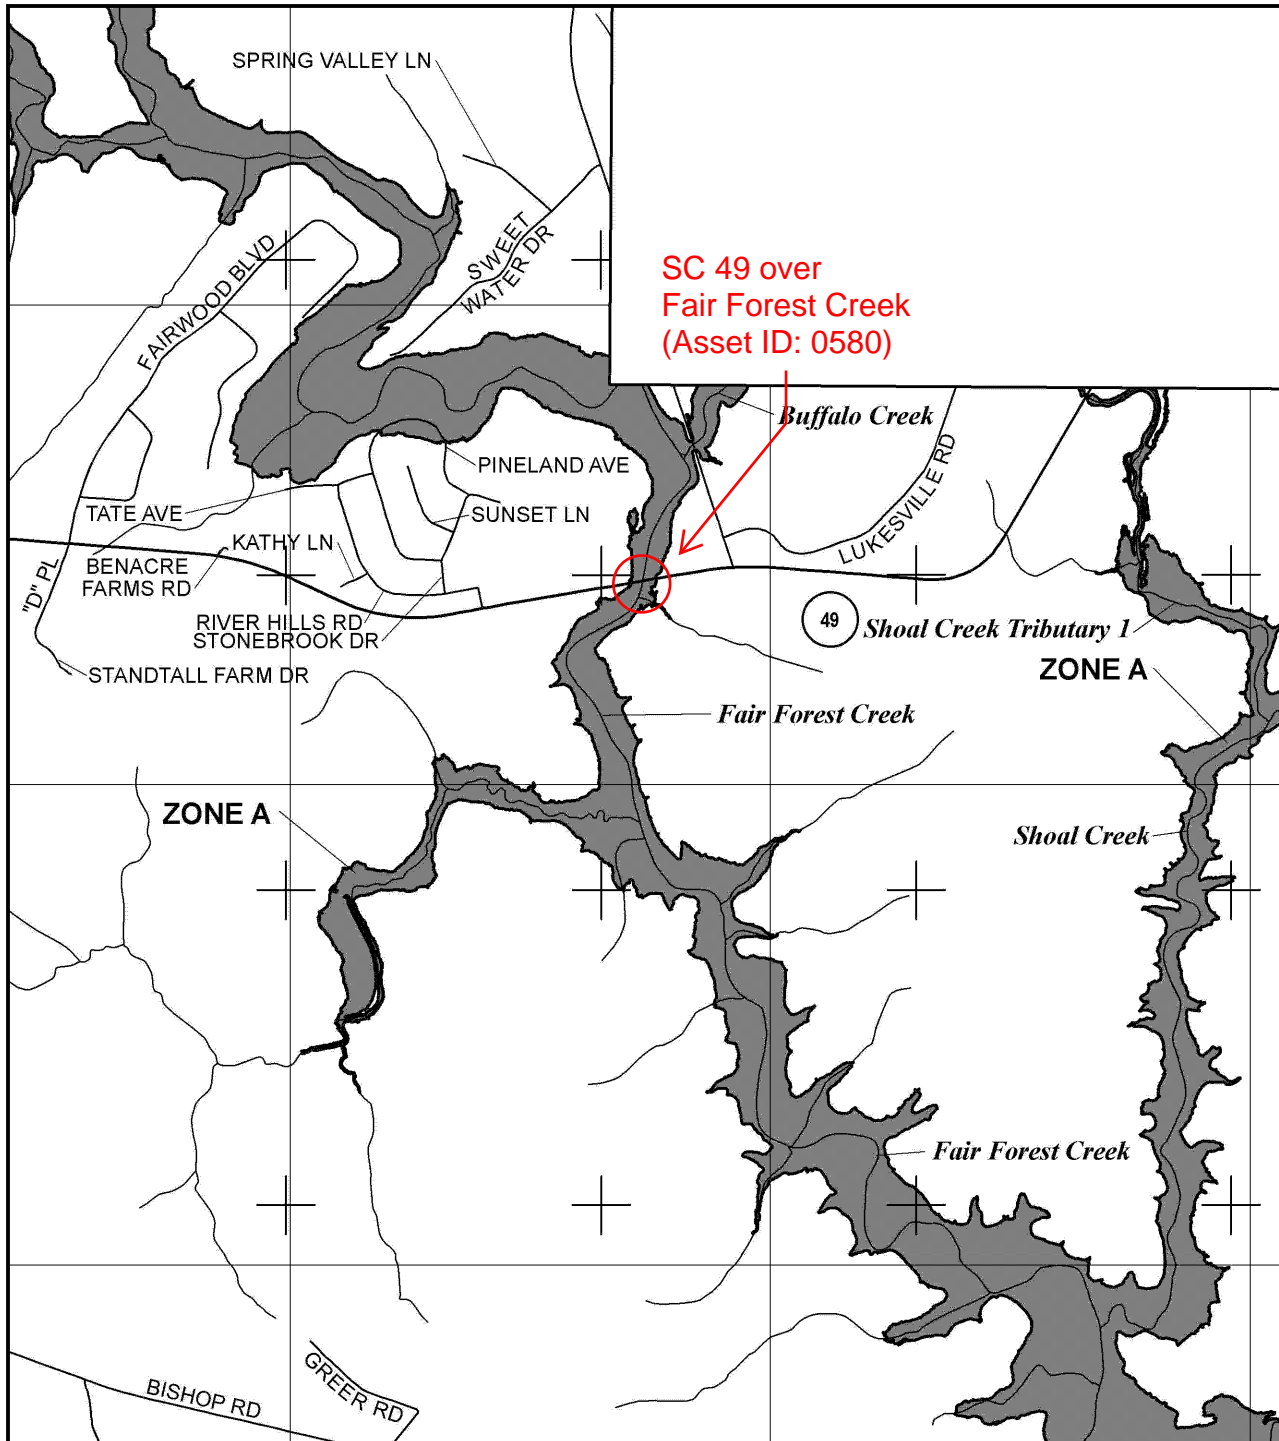 SPRING VALLEY LN
SWEET
WATER DR
FAIRWOOD BLVD
SC 49 over
Fair Forest Creek
(Asset ID: 0580)
Buffalo Creek
LUKESVILLE RD
PINELAND AVE
TATE AVE
SUNSET LN
KATHY LN
BENACRE
FARMS RD
"D" PL
RIVER HILLS RD
STONEBROOK DR
49
Shoal Creek Tributary 1
STANDTALL FARM DR
ZONE A
Fair Forest Creek
ZONE A
Shoal Creek
Fair Forest Creek
GREER RD
BISHOP RD